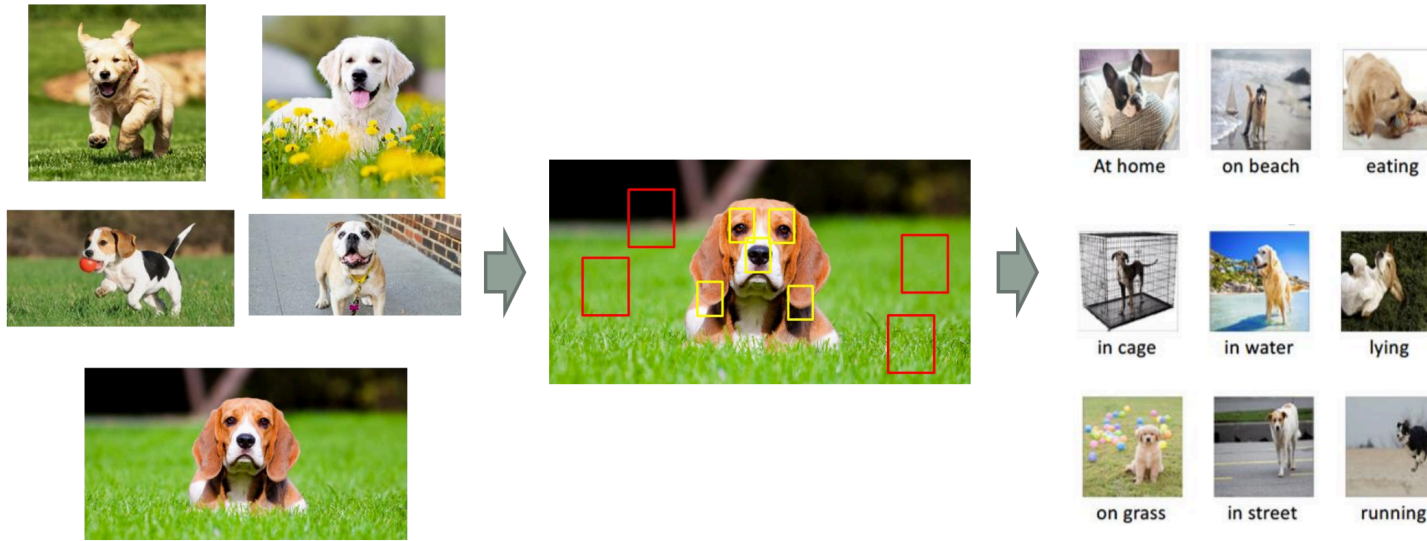 At home
on beach
eating
in cage
in water
lying
on grass
in street
running